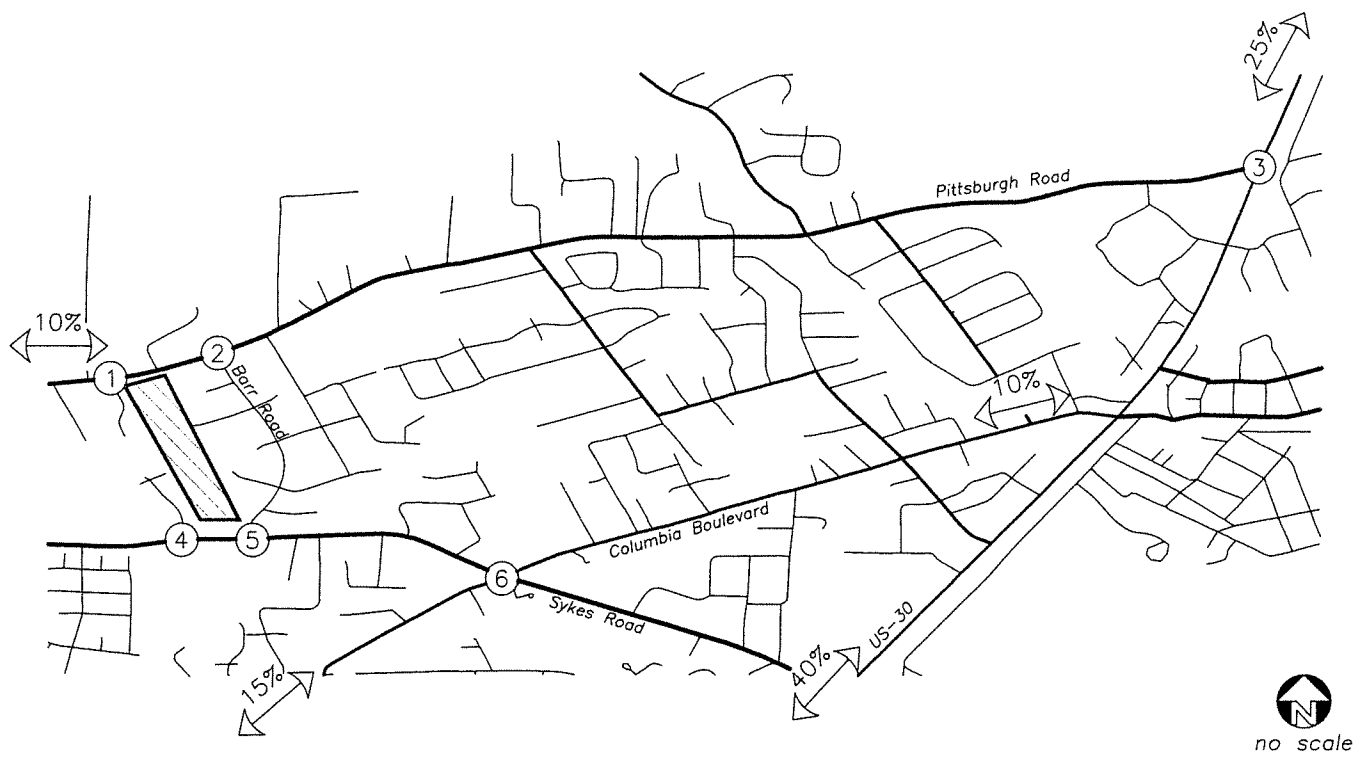 25%
3
Pittsburgh Road
10%
2
1
Barr Road
10%
4
5
Columbia Boulevard
6
Sykes Road
US-30
40%
15%
N
no scale